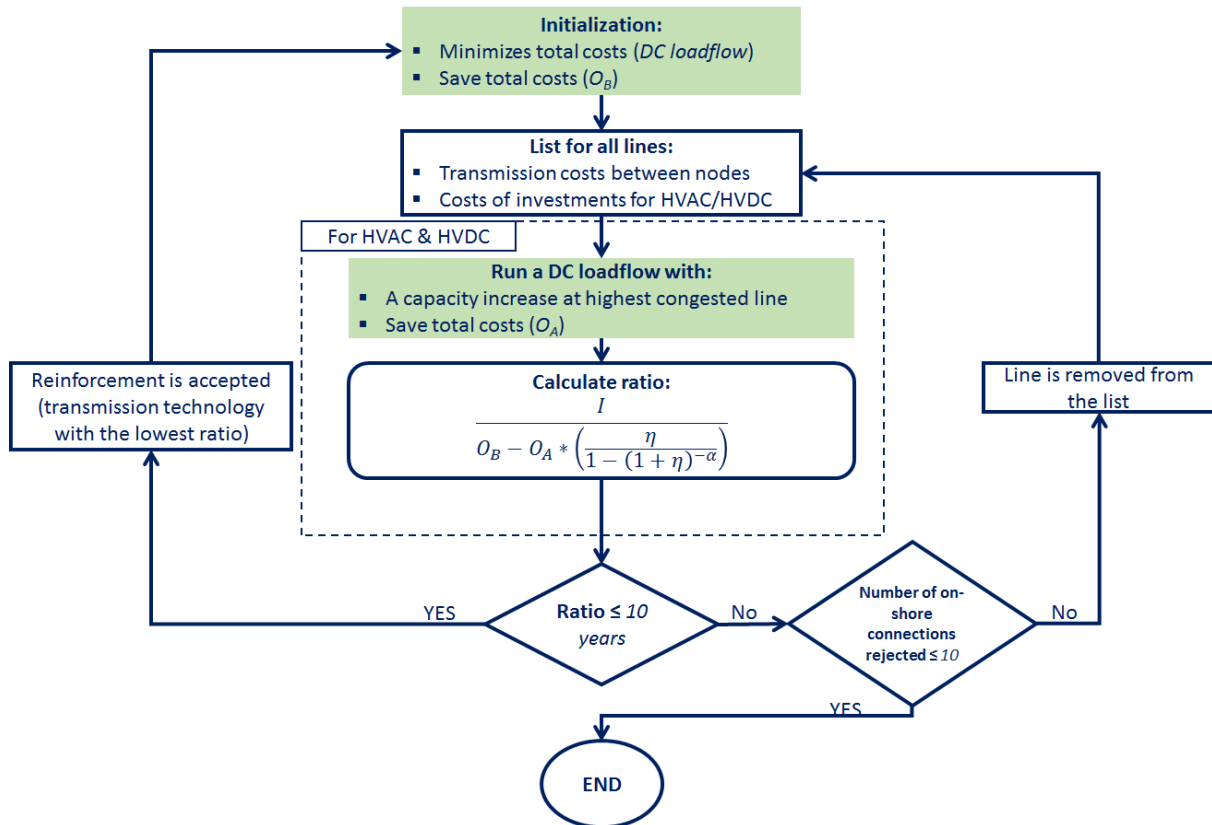 Initialization:
▪ Minimizes total costs (DC loadflow)
▪ Save total costs (O_B)
List for all lines:
▪ Transmission costs between nodes
▪ Costs of investments for HVAC/HVDC
For HVAC & HVDC
Run a DC loadflow with:
▪ A capacity increase at highest congested line
▪ Save total costs (O_A)
Calculate ratio:
I
O_B − O_A * (η / (1 − (1 + η)^−α))
Reinforcement is accepted
(transmission technology
with the lowest ratio)
Line is removed from
the list
YES
Ratio ≤ 10
years
No
Number of on-
shore
connections
rejected ≤ 10
No
YES
END